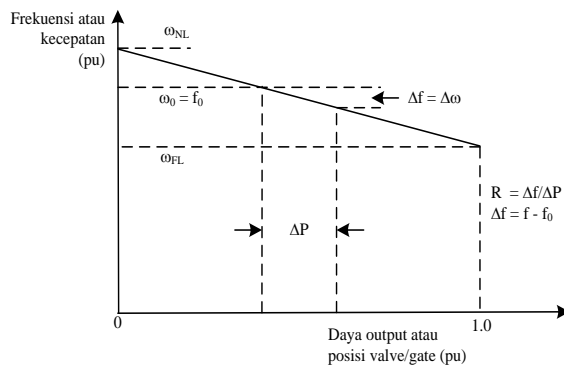 Frekuensi atau
kecepatan
(pu)
ω_NL
ω₀ = f₀
Δf = Δω
ω_FL
R = Δf/ΔP
Δf = f - f₀
ΔP
0
1.0
Daya output atau
posisi valve/gate (pu)